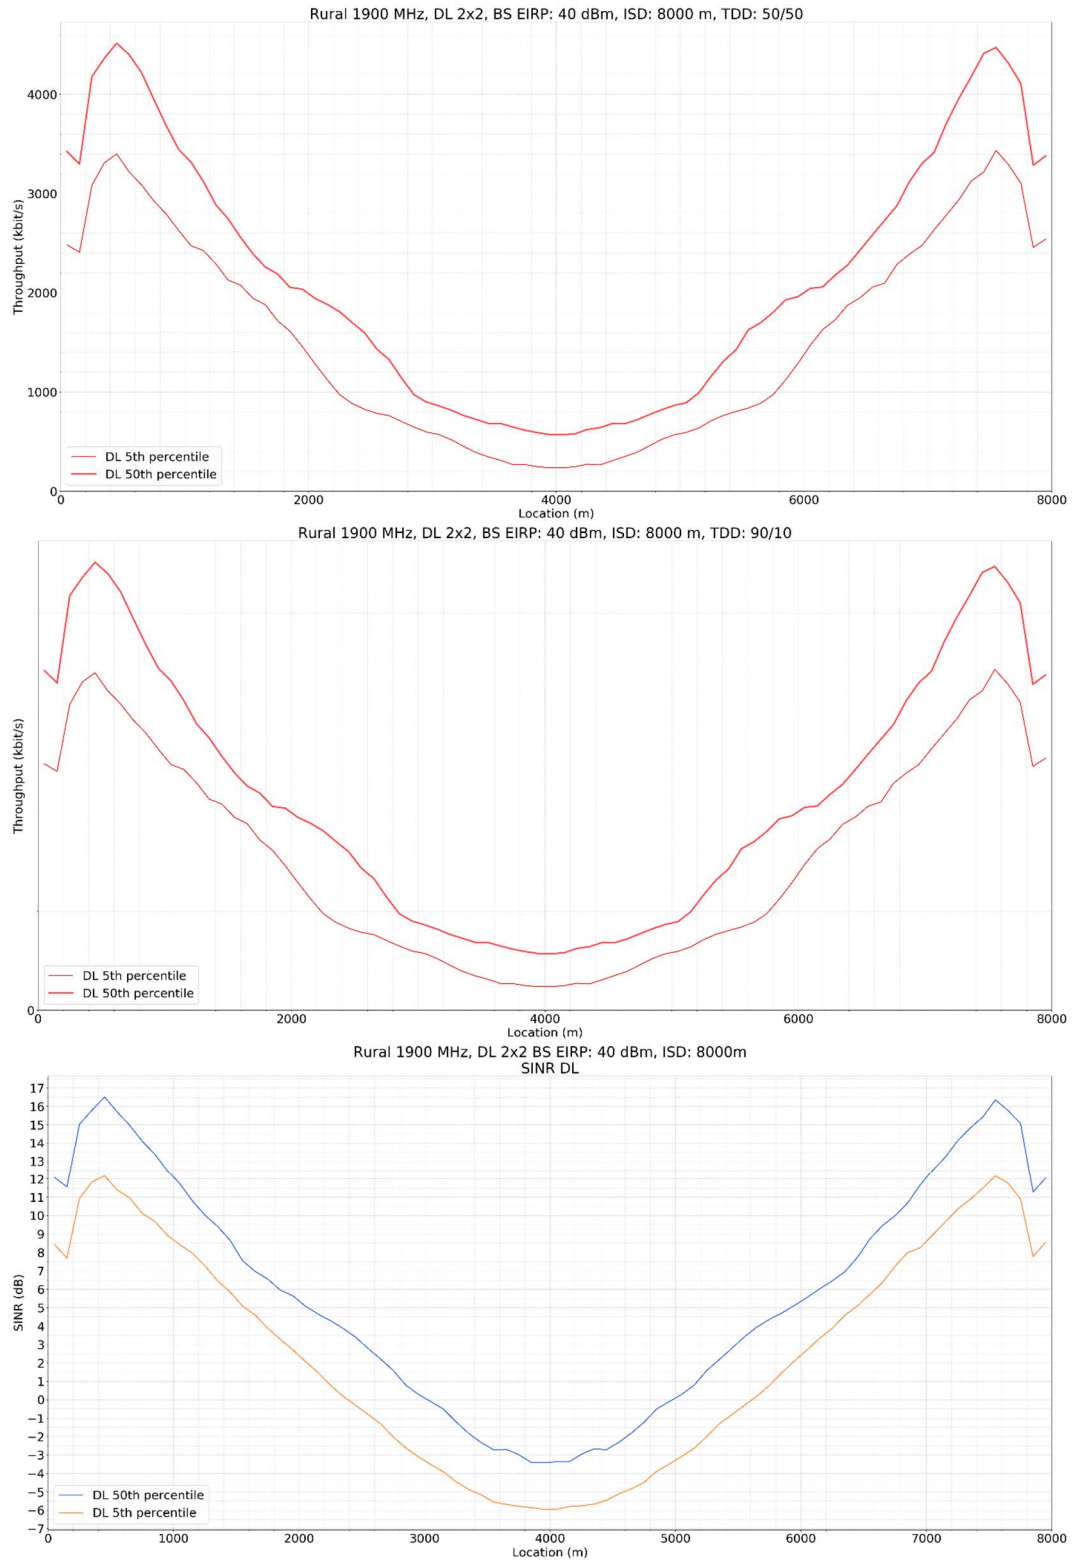 Rural 1900 MHz, DL 2x2, BS EIRP: 40 dBm, ISD: 8000 m, TDD: 50/50
4000
3000
2000
1000
0
Throughput (kbit/s)
DL 5th percentile
DL 50th percentile
0 2000 4000 6000 8000
Location (m)
Rural 1900 MHz, DL 2x2, BS EIRP: 40 dBm, ISD: 8000 m, TDD: 90/10
Throughput (kbit/s)
DL 5th percentile
DL 50th percentile
0
0 2000 4000 6000 8000
Location (m)
Rural 1900 MHz, DL 2x2 BS EIRP: 40 dBm, ISD: 8000m
SINR DL
17
16
15
14
13
12
11
10
9
8
7
6
5
4
3
2
1
0
−1
−2
−3
−4
−5
−6
−7
SINR (dB)
DL 50th percentile
DL 5th percentile
0 1000 2000 3000 4000 5000 6000 7000 8000
Location (m)